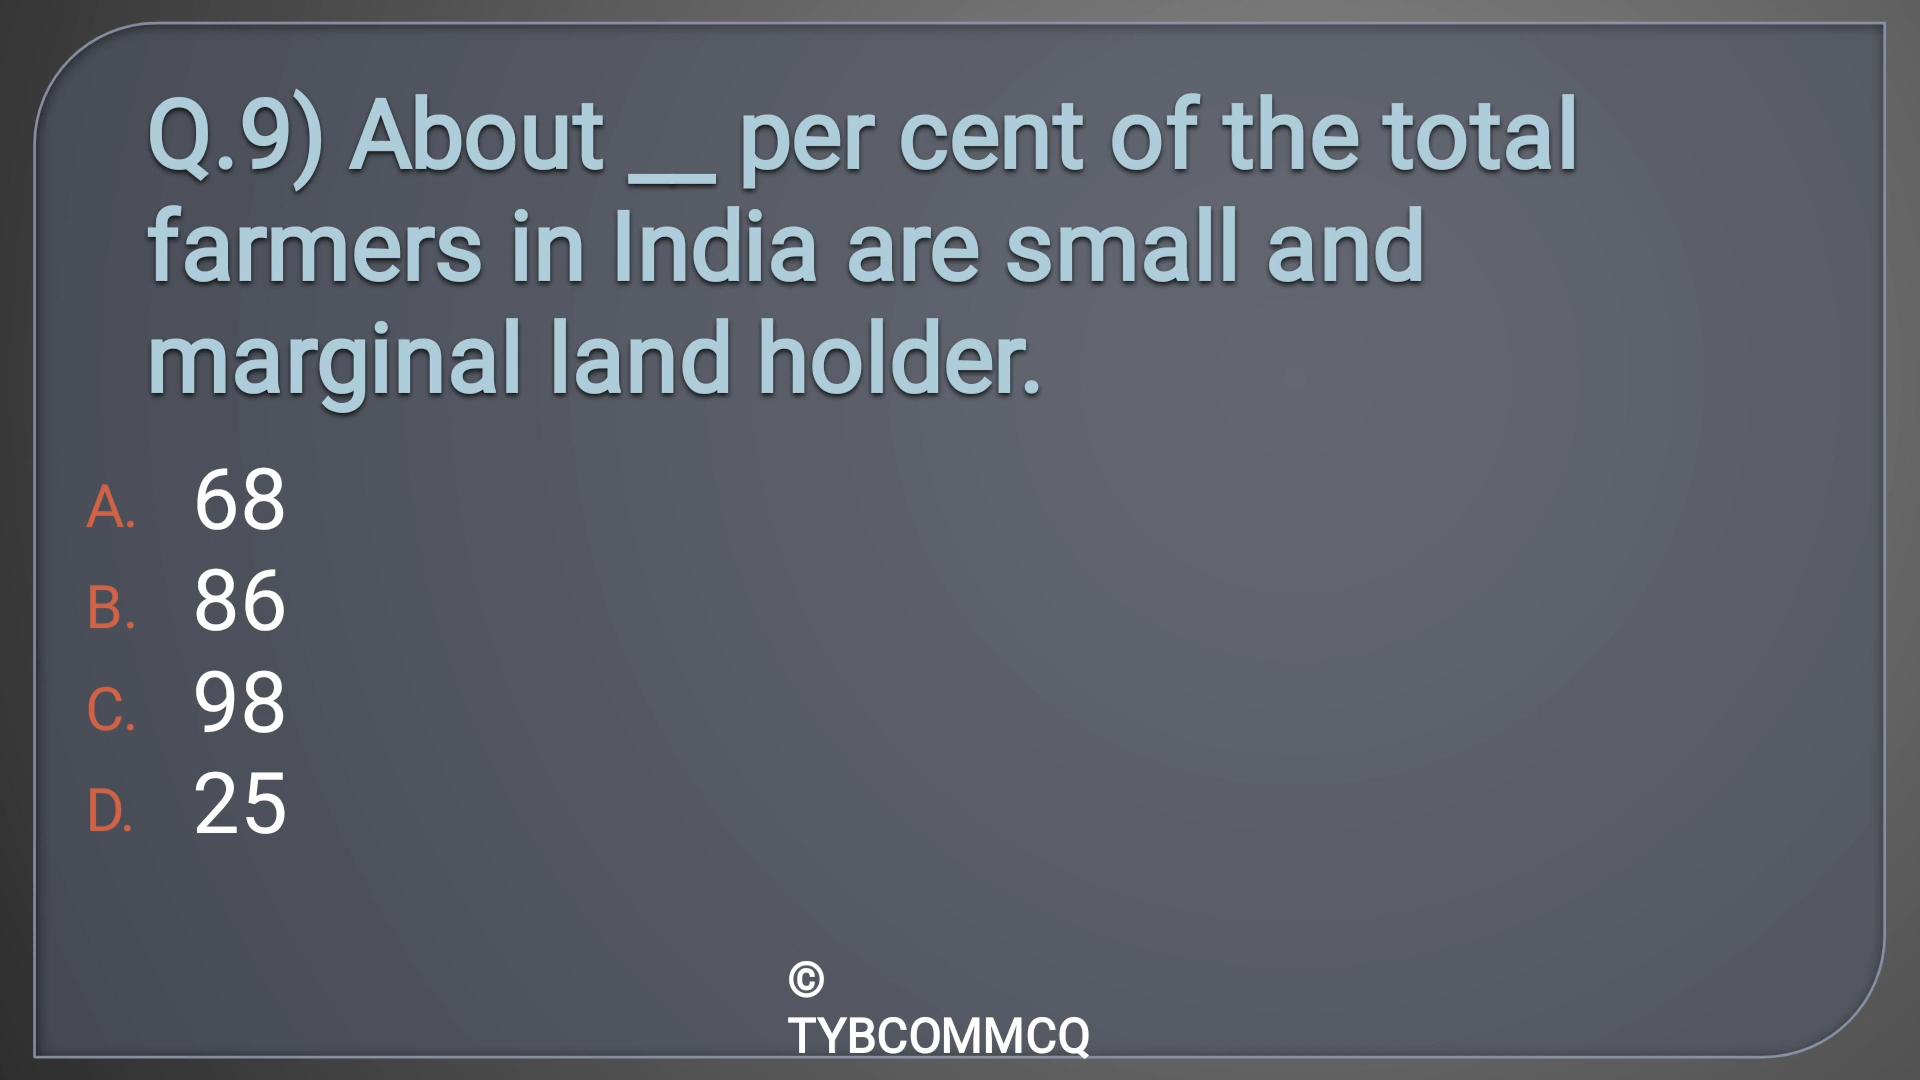 Q.9) About __ per cent of the total
farmers in India are small and
marginal land holder.
A. 68
B. 86
C. 98
D. 25
©
TYBCOMMCQ